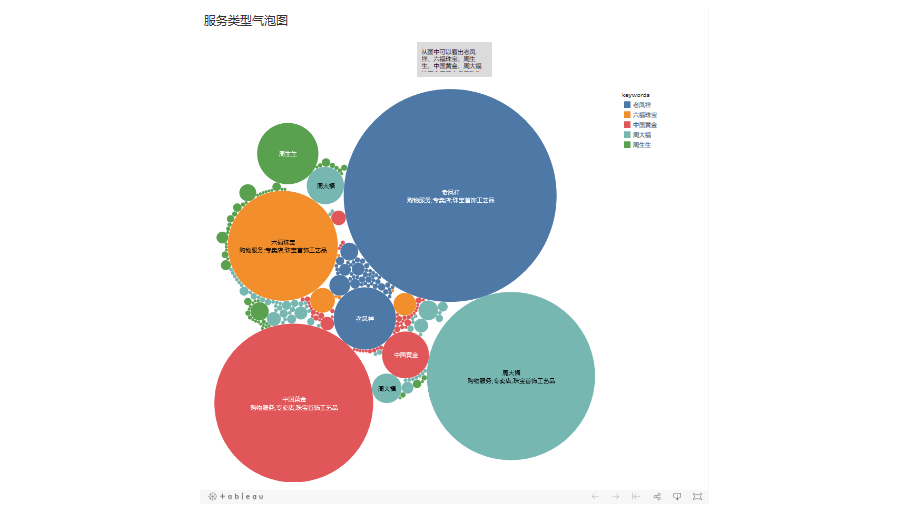 服务类型气泡图
从图中可以看出老凤
祥、六福珠宝、周生
生、中国黄金、周大福
keywords
老凤祥
六福珠宝
中国黄金
周大福
周生生
周生生
周大福
老凤祥
购物服务;专卖店;珠宝首饰工艺品
六福珠宝
购物服务;专卖店;珠宝首饰工艺品
老凤祥
中国黄金
周大福
购物服务;专卖店;珠宝首饰工艺品
周大福
中国黄金
购物服务;专卖店;珠宝首饰工艺品
+ a b l e a u